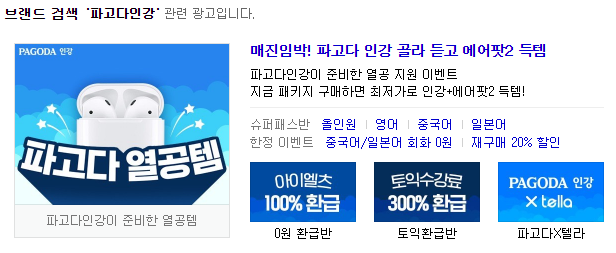 브랜드 검색 '파고다인강' 관련 광고입니다.
PAGODA 인강
파고다 열공템
파고다인강이 준비한 열공템
매진임박! 파고다 인강 골라 듣고 에어팟2 득템
파고다인강이 준비한 열공 지원 이벤트
지금 패키지 구매하면 최저가로 인강+에어팟2 득템!
슈퍼패스반 올인원 | 영어 | 중국어 | 일본어
한정 이벤트 중국어/일본어 회화 0원 | 재구매 20% 할인
아이엘츠
100% 환급
0원 환급반
토익수강료
300% 환급
토익환급반
PAGODA 인강
X tella
파고다X텔라